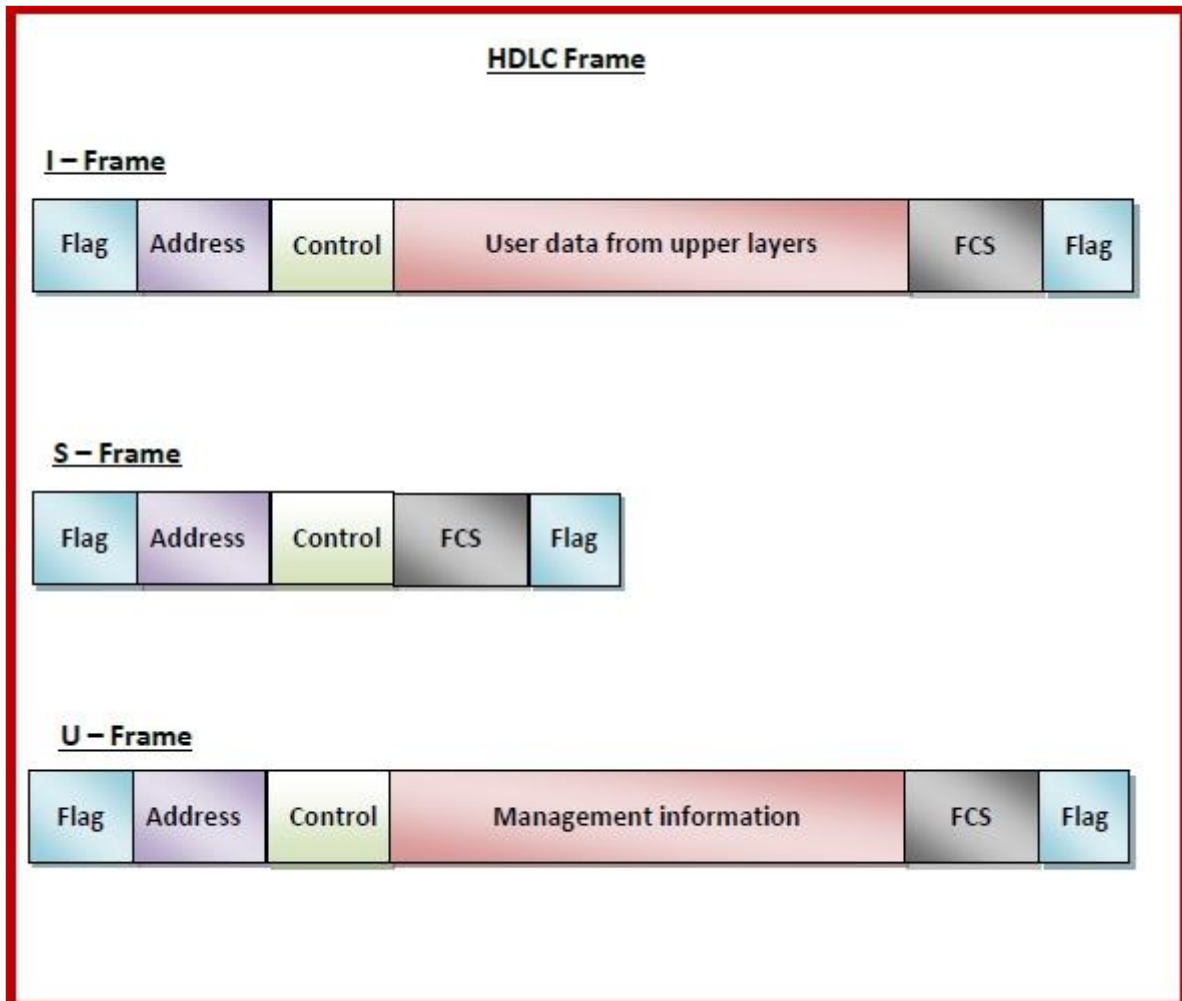 HDLC Frame
I – Frame
Flag Address Control User data from upper layers FCS Flag
S – Frame
Flag Address Control FCS Flag
U – Frame
Flag Address Control Management information FCS Flag